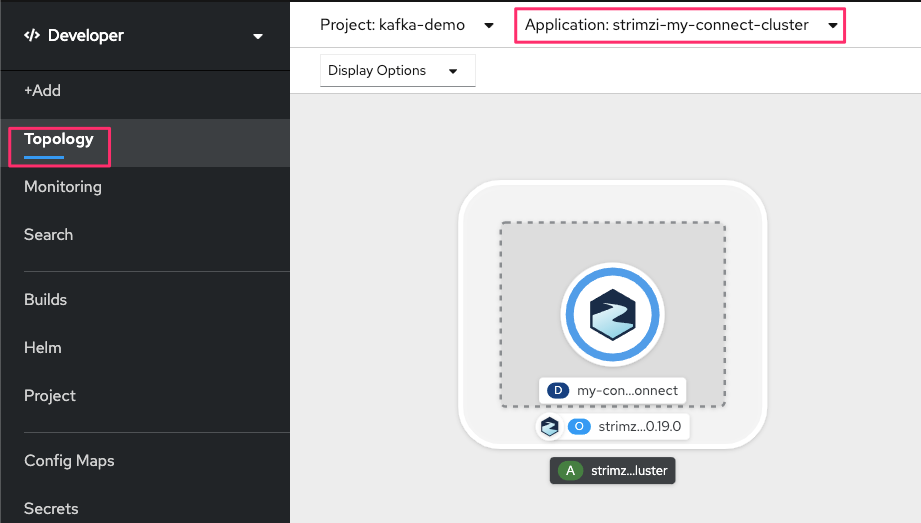 Developer
+Add
Topology
Monitoring
Search
Builds
Helm
Project
Config Maps
Secrets
Project: kafka-demo
Application: strimzi-my-connect-cluster
Display Options
D my-con...onnect
O strimz...0.19.0
A strimz...luster